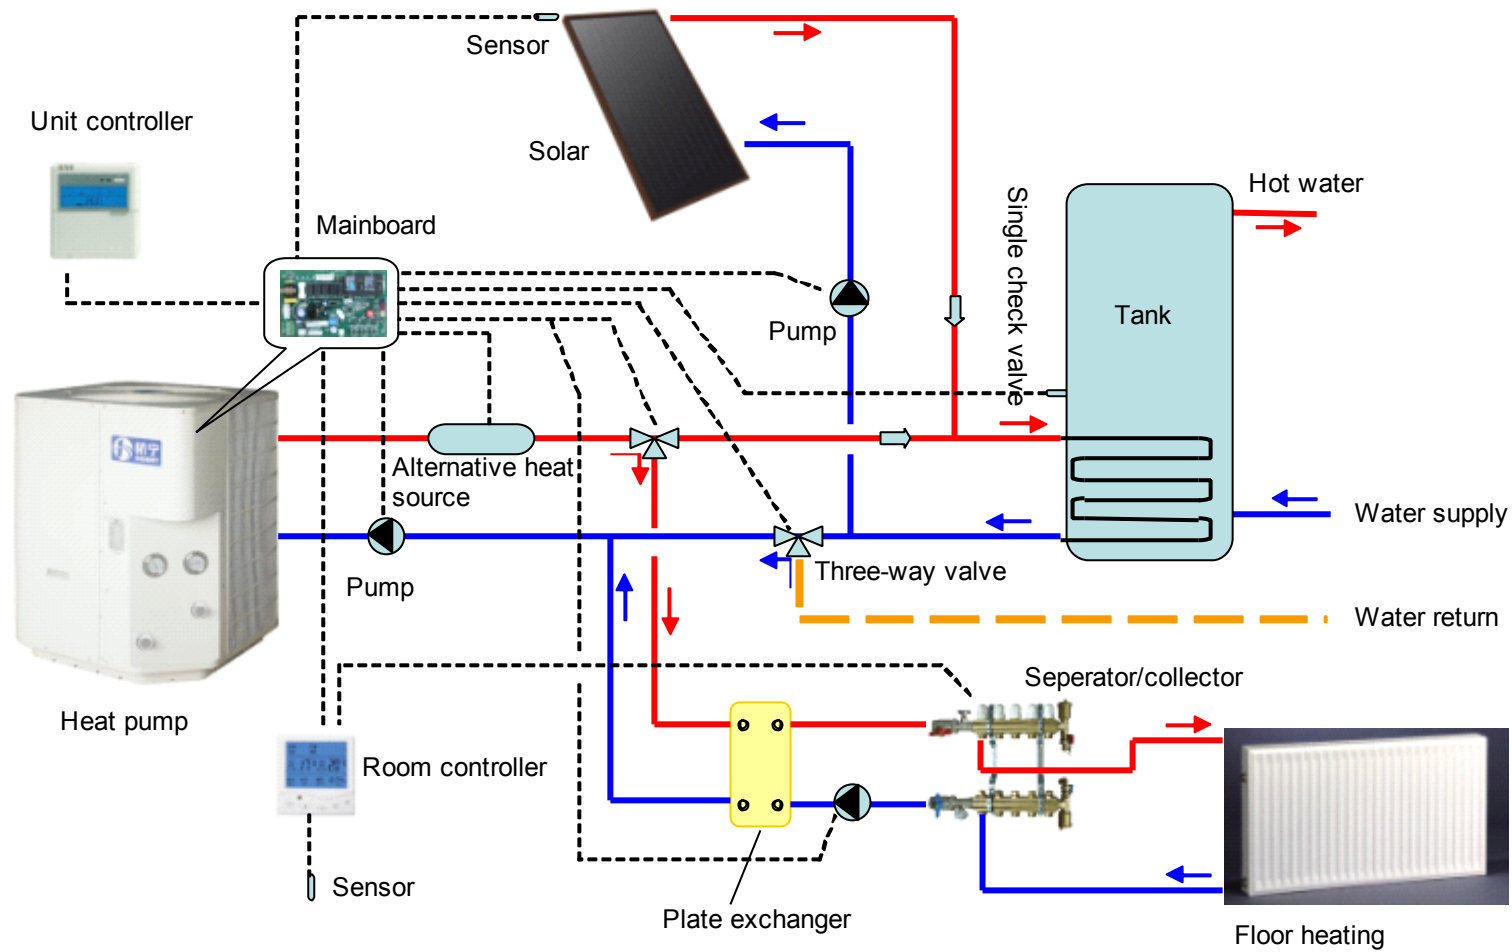 Sensor
Unit controller
Solar
Hot water
Mainboard
Single check valve
Tank
Pump
Alternative heat
source
Water supply
Three-way valve
Pump
Water return
Seperator/collector
Heat pump
Room controller
Sensor
Plate exchanger
Floor heating